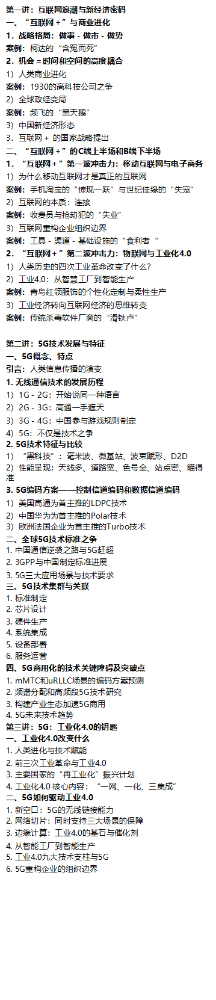 第一讲：互联网浪潮与新经济密码
一、“互联网＋”与商业进化
1．战略格局：做事－做市－做势
案例：柯达的“含冤而死”
2．机会＝时间和空间的高度耦合
1）人类商业进化
案例：1930的高科技公司之争
2）全球政经变局
案例：频飞的“黑天鹅”
3）中国新经济形态
3．互联网＋ 的国家战略提出
二、“互联网＋”的C端上半场和B端下半场
1．“互联网＋”第一波冲击力：移动互联网与电子商务
1）为什么移动互联网才是真正的互联网
案例：手机淘宝的“惊现一跃”与世纪佳缘的“失宠”
2）互联网的本质：连接
案例：收费员与抢劫犯的“失业”
3）互联网重构企业组织边界
案例：工具－渠道－基础设施的“食利者“
2．“互联网＋”第二波冲击力：物联网与工业化4.0
1）人类历史的四次工业革命改变了什么？
2）工业4.0：从智慧工厂到智能生产
案例：青岛红领服饰的个性化定制与柔性生产
3）工业经济转向互联网经济的思维转变
案例：传统杀毒软件厂商的“滑铁卢”
第二讲：5G技术发展与特征
一、5G概念、特点
引言：人类信息传播的演变
1. 无线通信技术的发展历程
1）1G－2G：开始说同一种语言
2）2G－3G：高通一手遮天
3）3G－4G：中国参与游戏规则制定
4）5G：不仅是技术之争
2. 5G技术特征与比较
1）“黑科技”：毫米波、微基站、波束赋形、D2D
2）性能呈现：天线多、道路宽、色号全、站点密、瞄得
准
3. 5G编码方案——控制信道编码和数据信道编码
1）美国高通为首主推的LDPC技术
2）中国华为为首主推的Polar技术
3）欧洲法国企业为首主推的Turbo技术
二、全球5G技术标准之争
1. 中国通信逆袭之路与5G赶超
2. 3GPP与中国制定标准进展
3. 5G三大应用场景与技术要求
三、5G技术集群与关联
1. 标准制定
2. 芯片设计
3. 硬件生产
4. 系统集成
5. 设备部署
6. 服务运营
四、5G商用化的技术关键障碍及突破点
1. mMTC和uRLLC场景的编码方案预测
2. 频谱分配和高频段5G技术研究
3. 构建产业生态加速5G商用
4. 5G未来技术趋势
第三讲：5G：工业化4.0的钥匙
一、工业化4.0改变什么
1. 人类进化与技术赋能
2. 前三次工业革命与工业4.0
3. 主要国家的“再工业化”振兴计划
4. 工业化4.0 核心内容：“一网、一化、三集成”
二、5G如何驱动工业4.0
1. 新空口：5G的无线链接能力
2. 网络切片：同时支持三大场景的保障
3. 边缘计算：工业4.0的基石与催化剂
4. 从智能工厂到智能生产
5. 工业4.0九大技术支柱与5G
6. 5G重构企业的组织边界